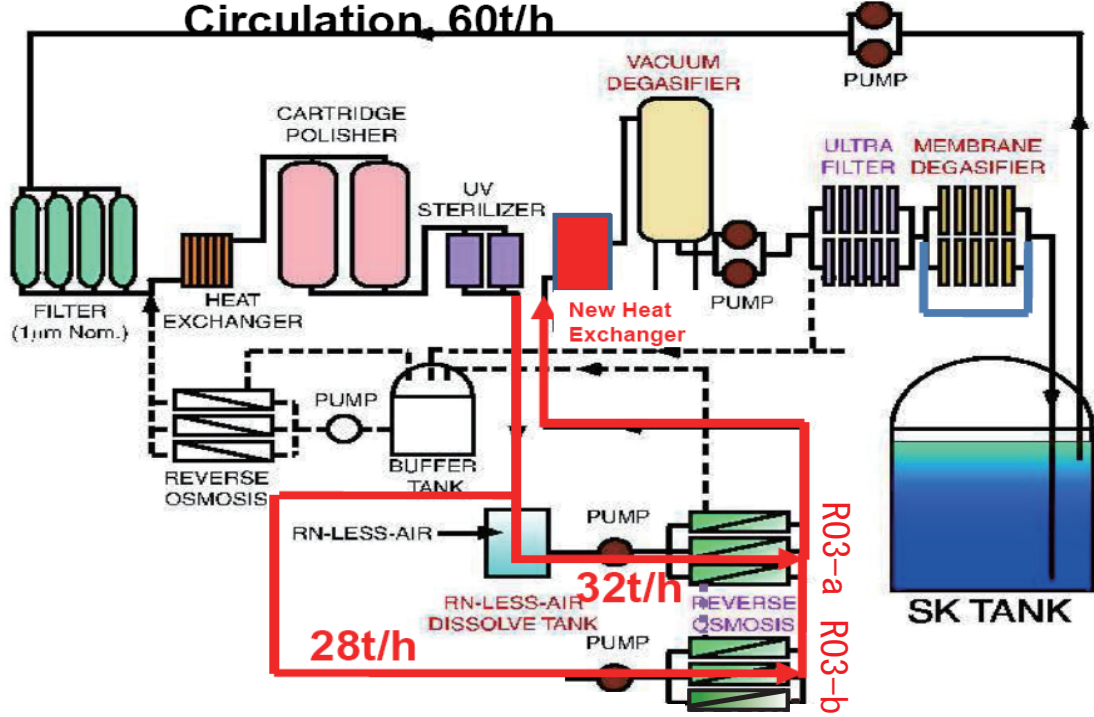 Circulation 60t/h
PUMP
VACUUM
DEGASIFIER
CARTRIDGE
POLISHER
ULTRA
FILTER
MEMBRANE
DEGASIFIER
UV
STERILIZER
FILTER
(1μm Nom.)
HEAT
EXCHANGER
New Heat
Exchanger
PUMP
PUMP
REVERSE
OSMOSIS
BUFFER
TANK
RN-LESS-AIR
PUMP
32t/h
RN-LESS-AIR
DISSOLVE TANK
REVERSE
OSMOSIS
RO3-a
SK TANK
28t/h
PUMP
RO3-b